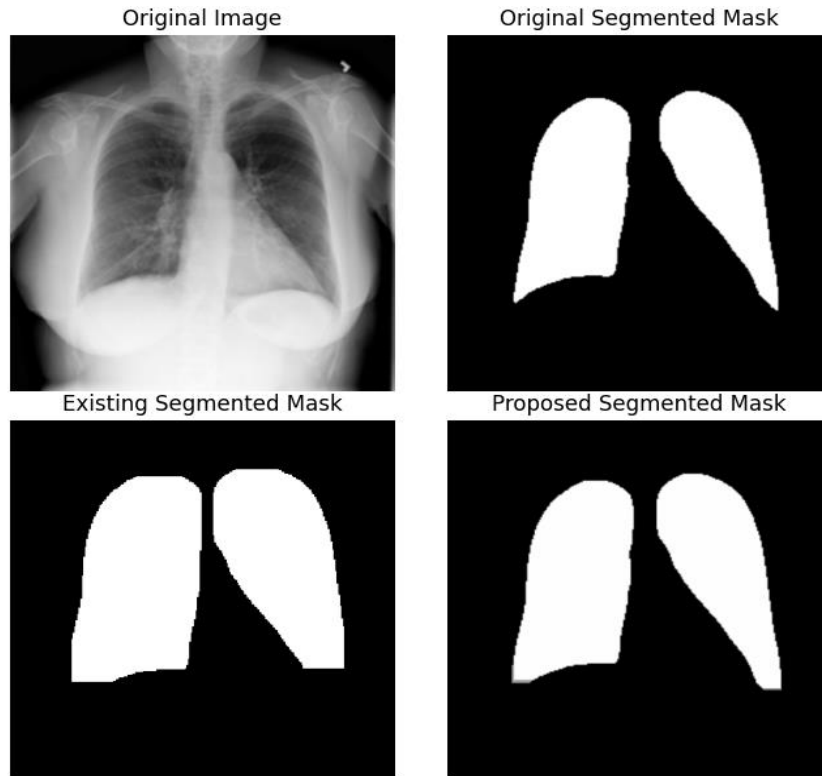 Original Image
Original Segmented Mask
Existing Segmented Mask
Proposed Segmented Mask